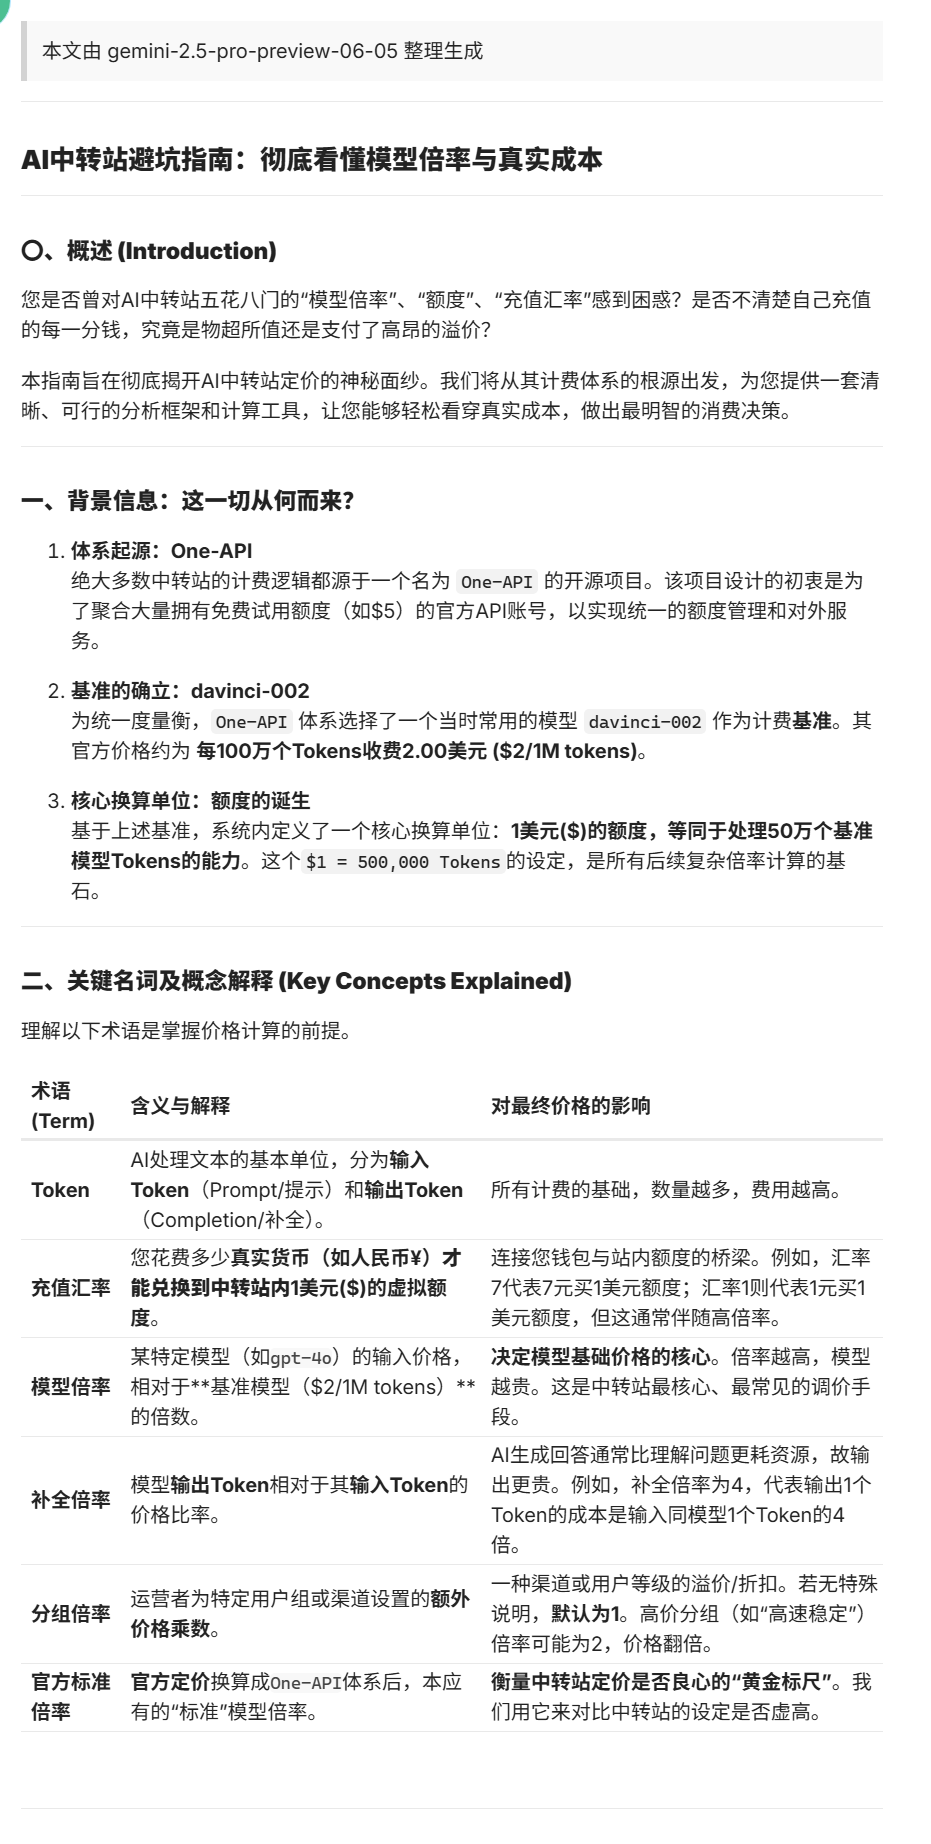 本文由 gemini-2.5-pro-preview-06-05 整理生成
AI中转站避坑指南：彻底看懂模型倍率与真实成本
〇、概述 (Introduction)
您是否曾对AI中转站五花八门的“模型倍率”、“额度”、“充值汇率”感到困惑？是否不清楚自己充值
的每一分钱，究竟是物超所值还是支付了高昂的溢价？
本指南旨在彻底揭开AI中转站定价的神秘面纱。我们将从其计费体系的根源出发，为您提供一套清
晰、可行的分析框架和计算工具，让您能够轻松看穿真实成本，做出最明智的消费决策。
一、背景信息：这一切从何而来？
1. 体系起源：One-API
绝大多数中转站的计费逻辑都源于一个名为 One-API 的开源项目。该项目设计的初衷是为
了聚合大量拥有免费试用额度（如$5）的官方API账号，以实现统一的额度管理和对外服
务。
2. 基准的确立：davinci-002
为统一度量衡，One-API 体系选择了一个当时常用的模型 davinci-002 作为计费基准。其
官方价格约为 每100万个Tokens收费2.00美元 ($2/1M tokens)。
3. 核心换算单位：额度的诞生
基于上述基准，系统内定义了一个核心换算单位：1美元($)的额度，等同于处理50万个基准
模型Tokens的能力。这个 $1 = 500,000 Tokens 的设定，是所有后续复杂倍率计算的基
石。
二、关键名词及概念解释 (Key Concepts Explained)
理解以下术语是掌握价格计算的前提。
术语
(Term)
含义与解释
对最终价格的影响
Token
AI处理文本的基本单位，分为输入
Token（Prompt/提示）和输出Token
（Completion/补全）。
所有计费的基础，数量越多，费用越高。
充值汇率
您花费多少真实货币（如人民币¥）才
能兑换到中转站内1美元($)的虚拟额
度。
连接您钱包与站内额度的桥梁。例如，汇率
7代表7元买1美元额度；汇率1则代表1元买1
美元额度，但这通常伴随高倍率。
模型倍率
某特定模型（如gpt-4o）的输入价格，
相对于**基准模型（$2/1M tokens）**
的倍数。
决定模型基础价格的核心。倍率越高，模型
越贵。这是中转站最核心、最常见的调价手
段。
补全倍率
模型输出Token相对于其输入Token的
价格比率。
AI生成回答通常比理解问题更耗资源，故输
出更贵。例如，补全倍率为4，代表输出1个
Token的成本是输入同模型1个Token的4
倍。
分组倍率
运营者为特定用户组或渠道设置的额外
价格乘数。
一种渠道或用户等级的溢价/折扣。若无特殊
说明，默认为1。高价分组（如“高速稳定”）
倍率可能为2，价格翻倍。
官方标准
倍率
官方定价换算成One-API体系后，本应
有的“标准”模型倍率。
衡量中转站定价是否良心的“黄金标尺”。我
们用它来对比中转站的设定是否虚高。